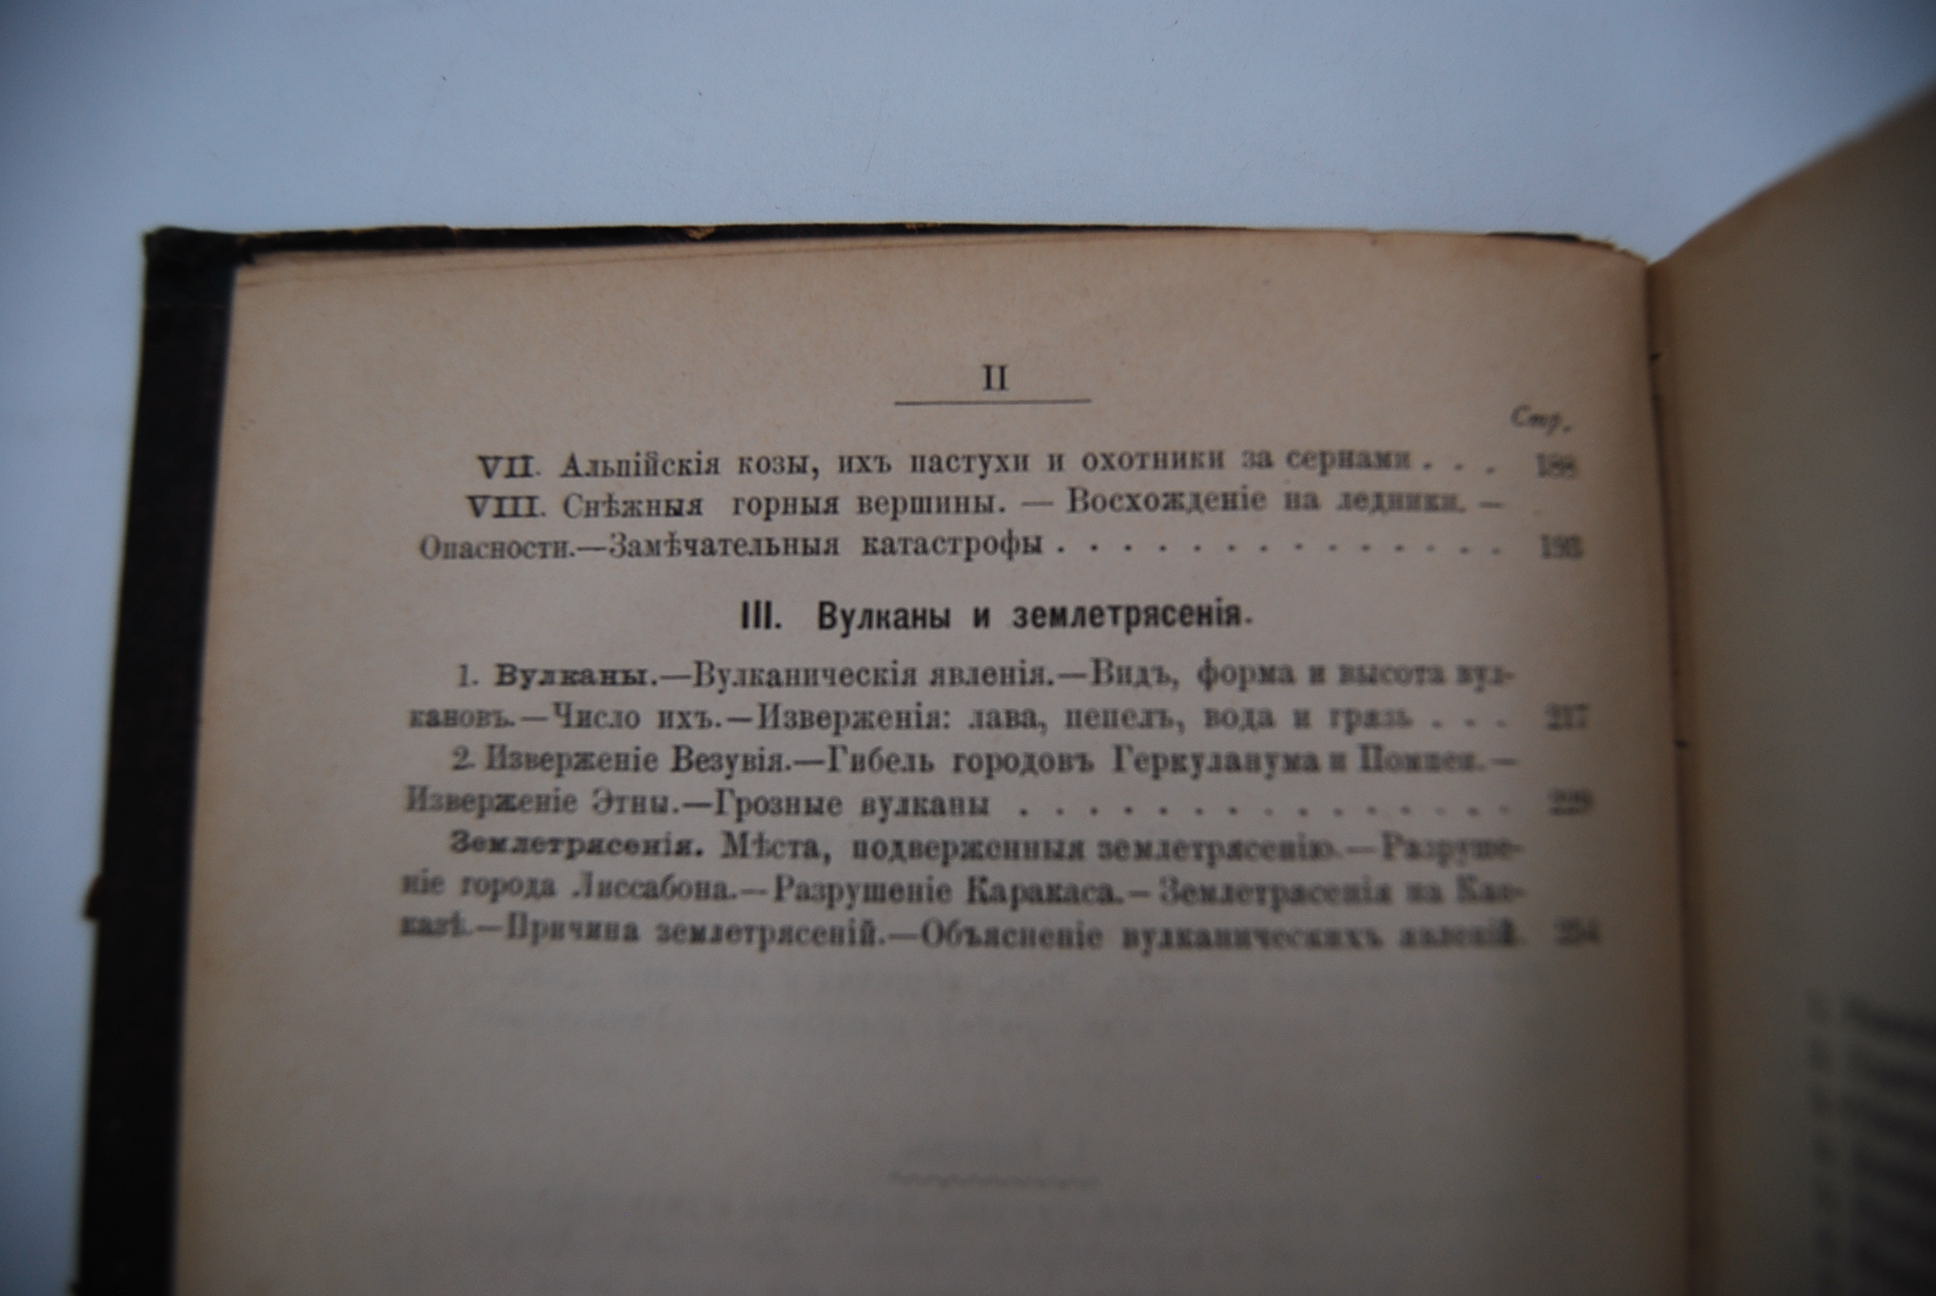 II
Стр.
VII. Альпійскія козы, ихъ пастухи и охотники за сернами . . . 188
VIII. Снѣжныя горныя вершины. — Восхожденіе на ледники. —
Опасности.—Замѣчательныя катастрофы . . . . . . . . . . . . . 193
III. Вулканы и землетрясенія.
1. Вулканы.—Вулканическія явленія.—Видъ, форма и высота вул-
кановъ.—Число ихъ.—Изверженія: лава, пепелъ, вода и грязь . . . 217
2. Изверженіе Везувія.—Гибель городовъ Геркуланума и Помпеи.—
Изверженіе Этны.—Грозные вулканы . . . . . . . . . . . . . . 229
Землетрясенія. Мѣста, подверженныя землетрясенію.—Разруше-
ніе города Лиссабона.—Разрушеніе Каракаса.—Землетрясенія на Кав-
казѣ.—Причина землетрясеній.—Объясненіе вулканическихъ явленій. 254